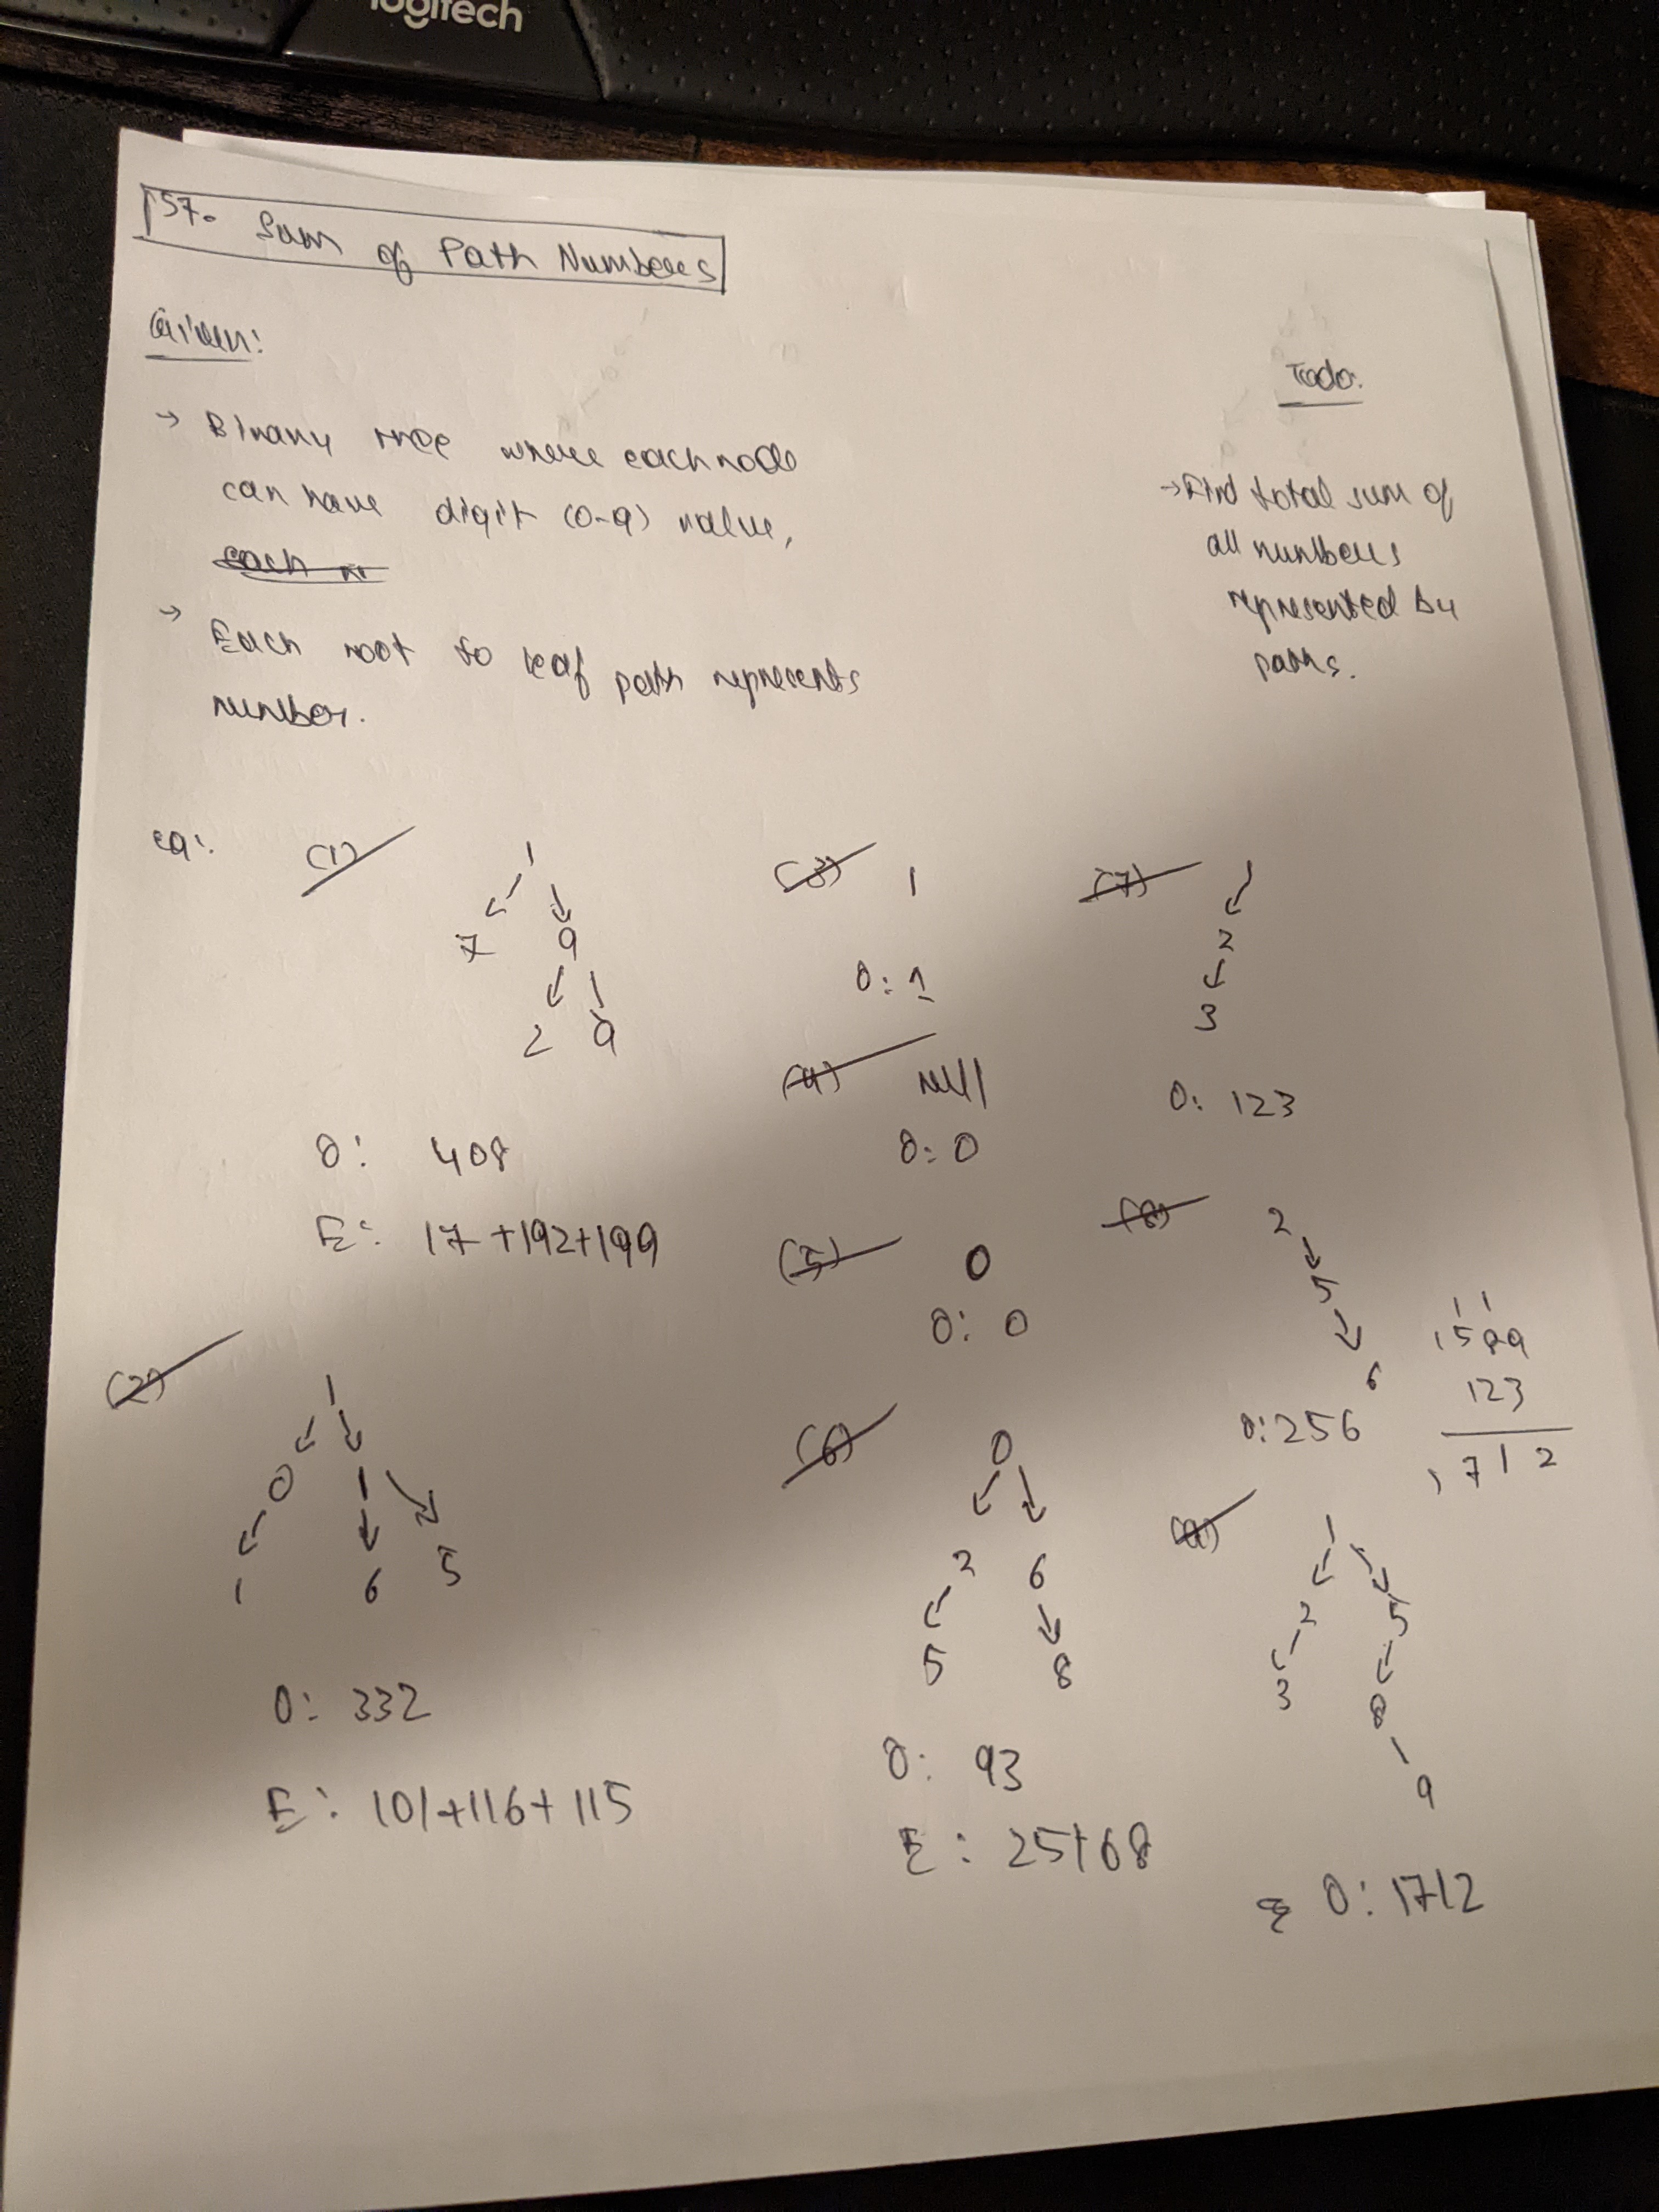 logitech
157. Sum of Path Numbers
Given:
→ Binary tree where each node
can have digit (0-9) value,
each n
→ Each root to leaf path represents
number.
Todo:
→ Find total sum of
all numbers
represented by
paths.
eg:
(1)
1
7 9
2 9
O: 408
E: 17+192+199
(2)
1
0 1
1 6 5
O: 332
E: 101+116+115
(3) 1
O: 1
(4) null
O: 0
(5) 0
O: 0
(6) 0
2 6
5 8
O: 93
E: 25+68
(7) 1
2
3
O: 123
(8) 2
5
6
O: 256
1 1
1589
123
1712
(9) 1
2 5
3 8
9
O: 1712